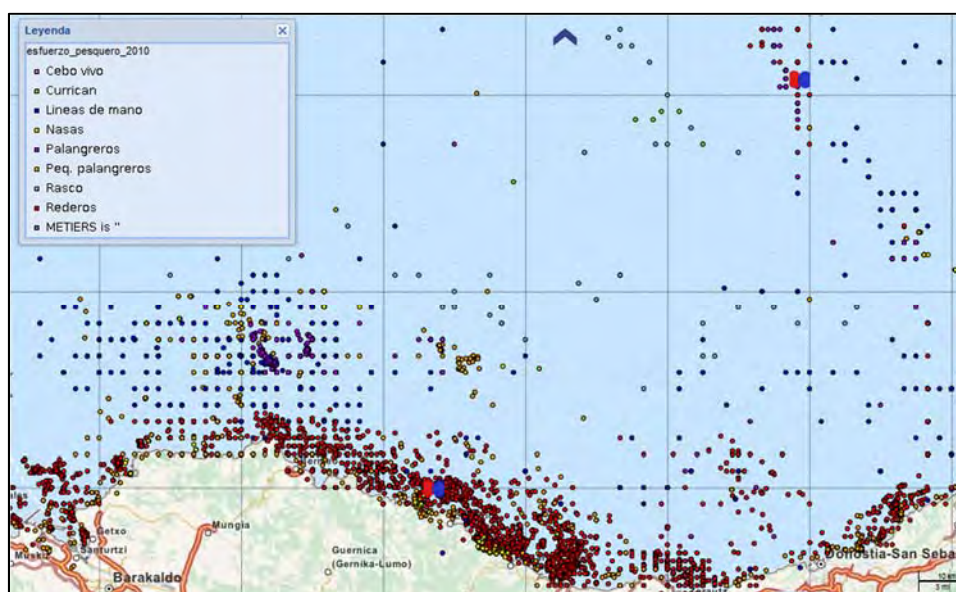 Leyenda
esfuerzo_pesquero_2010
Cebo vivo
Currican
Lineas de mano
Nasas
Palangreros
Peq. palangreros
Rasco
Rederos
METIERS is ''
Getxo
Santurtzi
Mungia
Barakaldo
Guernica
(Gernika-Lumo)
Donostia-San Seba